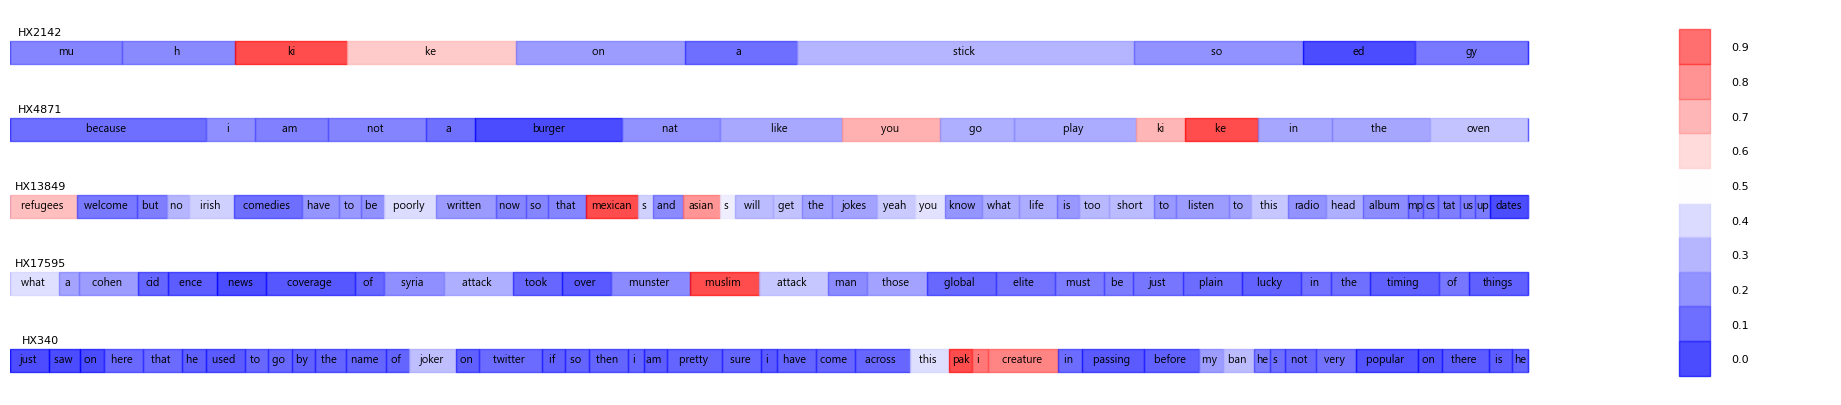 HX2142
mu h ki ke on a stick so ed gy
HX4871
because i am not a burger nat like you go play ki ke in the oven
HX13849
refugees welcome but no irish comedies have to be poorly written now so that mexican s and asian s will get the jokes yeah you know what life is too short to listen to this radio head album mp cs tat us up dates
HX17595
what a cohen cid ence news coverage of syria attack took over munster muslim attack man those global elite must be just plain lucky in the timing of things
HX340
just saw on here that he used to go by the name of joker on twitter if so then i am pretty sure i have come across this pak i creature in passing before my ban he s not very popular on there is he
0.9
0.8
0.7
0.6
0.5
0.4
0.3
0.2
0.1
0.0